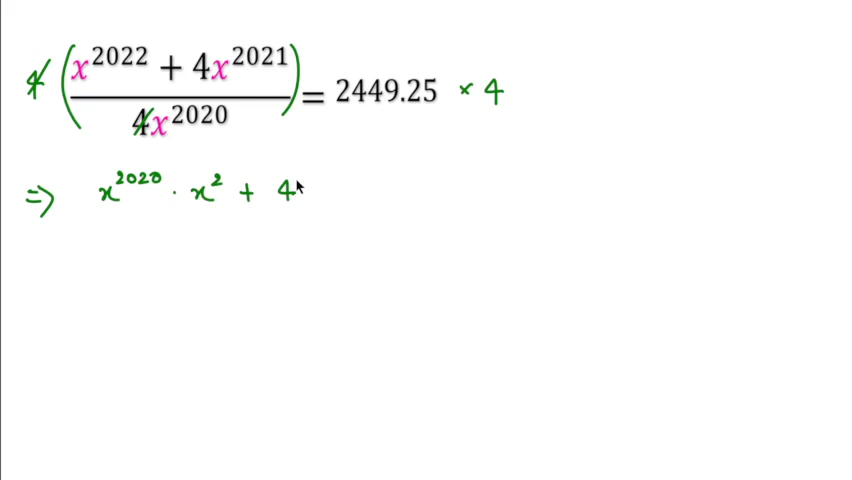 4 ( (x^2022 + 4x^2021) / (4x^2020) ) = 2449.25 × 4
⇒ x^2020 · x^2 + 4